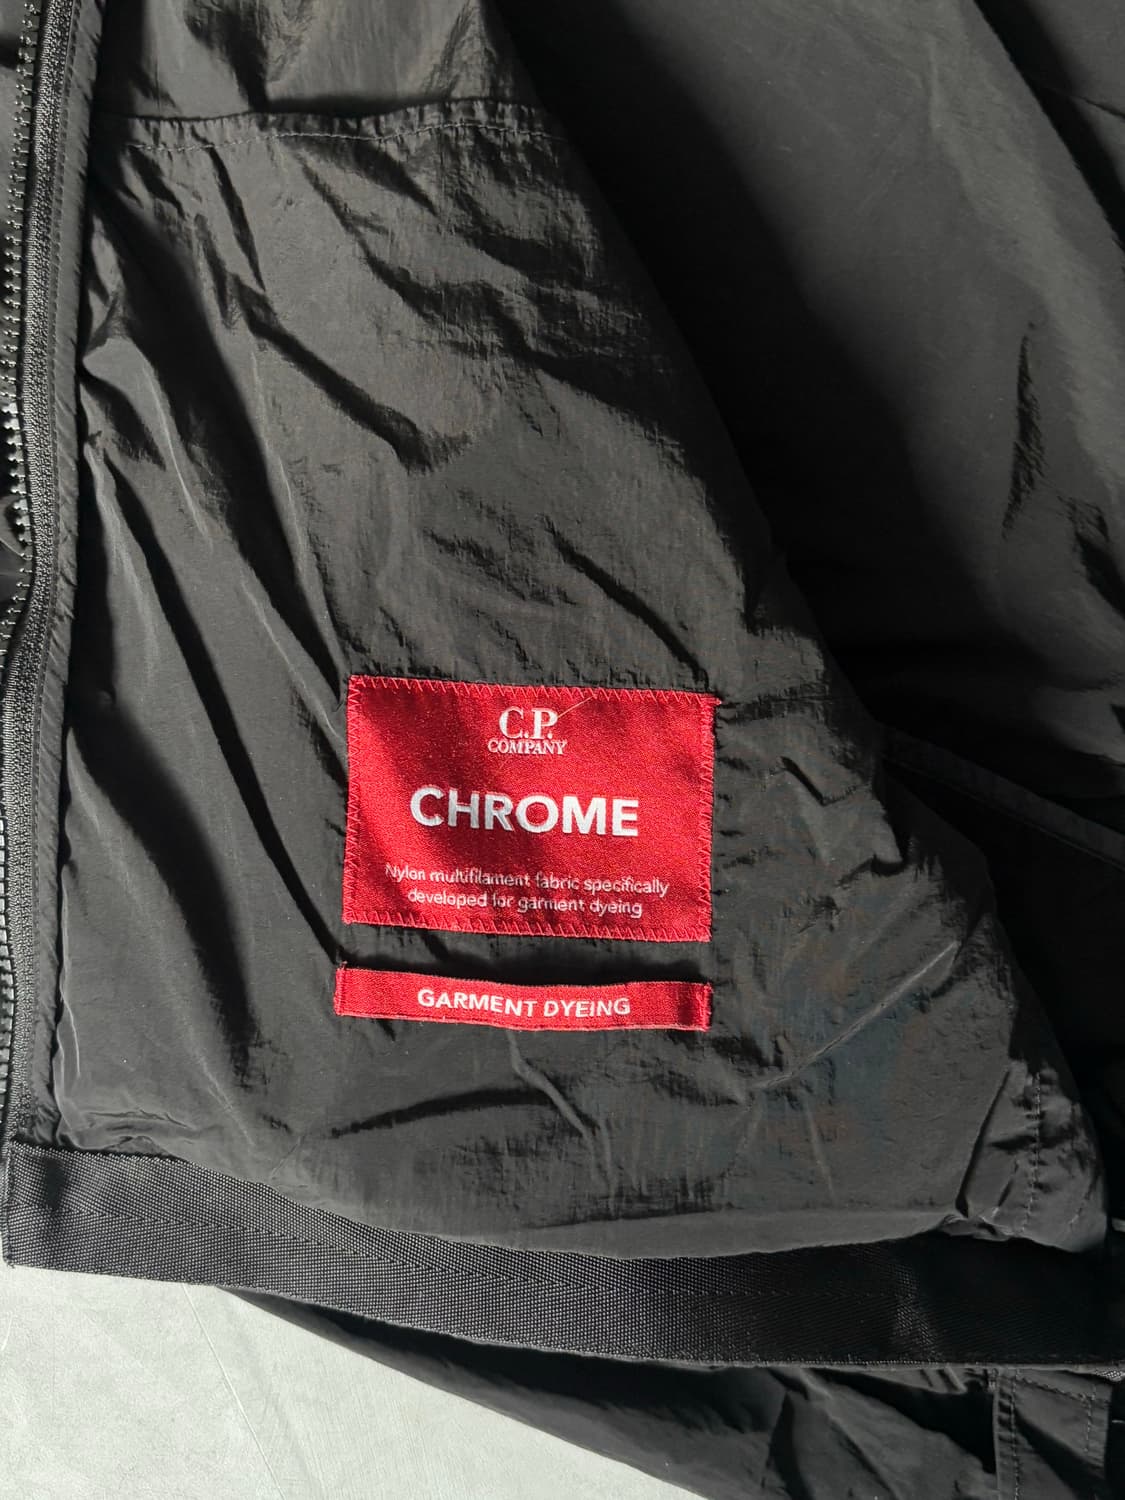 C.P.
COMPANY
CHROME
Nylon multifilament fabric specifically
developed for garment dyeing
GARMENT DYEING